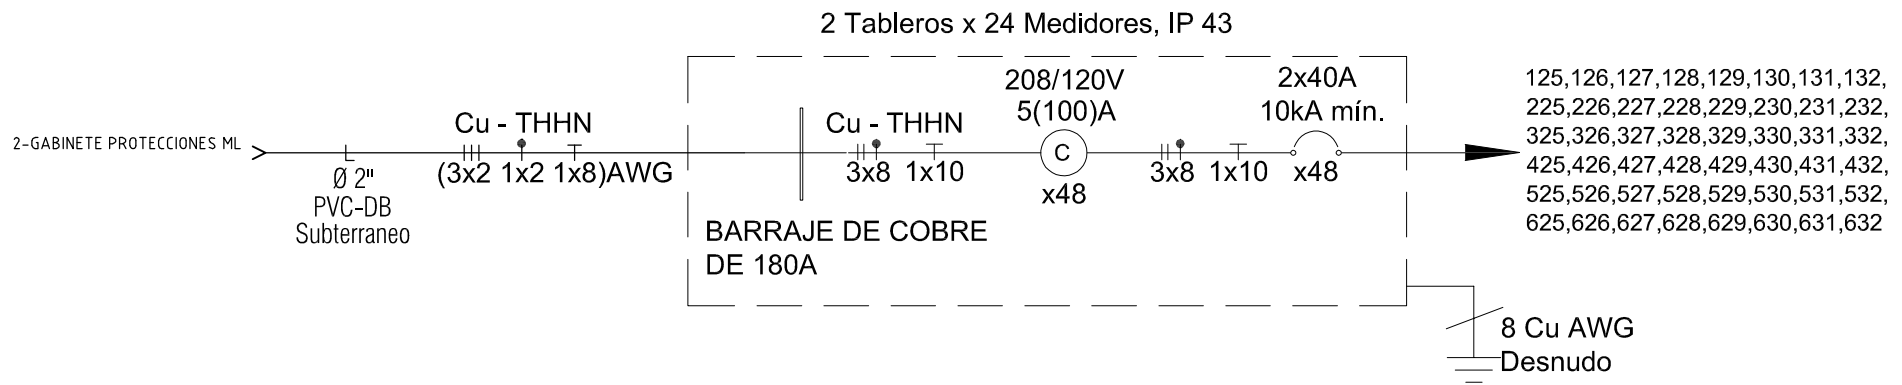 2 Tableros x 24 Medidores, IP 43
2-GABINETE PROTECCIONES ML
Ø 2"
PVC-DB
Subterraneo
Cu - THHN
(3x2 1x2 1x8)AWG
BARRAJE DE COBRE
DE 180A
Cu - THHN
3x8 1x10
208/120V
5(100)A
C
x48
3x8 1x10
2x40A
10kA mín.
x48
125,126,127,128,129,130,131,132,
225,226,227,228,229,230,231,232,
325,326,327,328,329,330,331,332,
425,426,427,428,429,430,431,432,
525,526,527,528,529,530,531,532,
625,626,627,628,629,630,631,632
8 Cu AWG
Desnudo